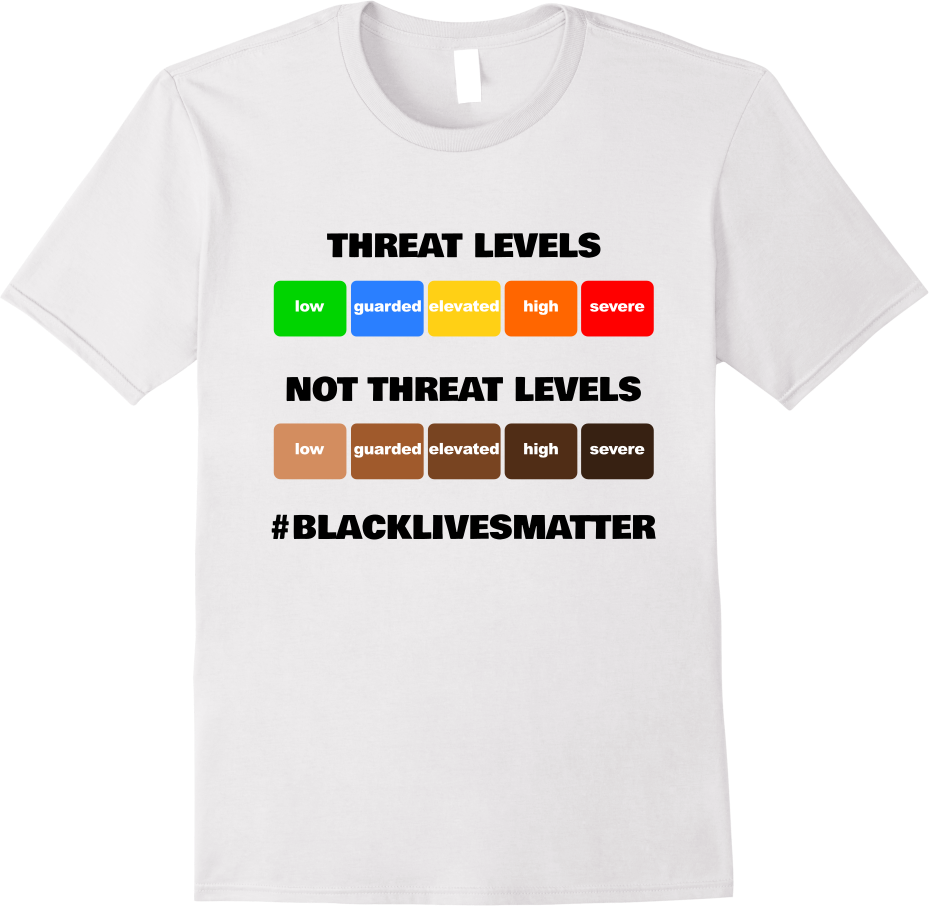 THREAT LEVELS
low guarded elevated high severe
NOT THREAT LEVELS
low guarded elevated high severe
#BLACKLIVESMATTER